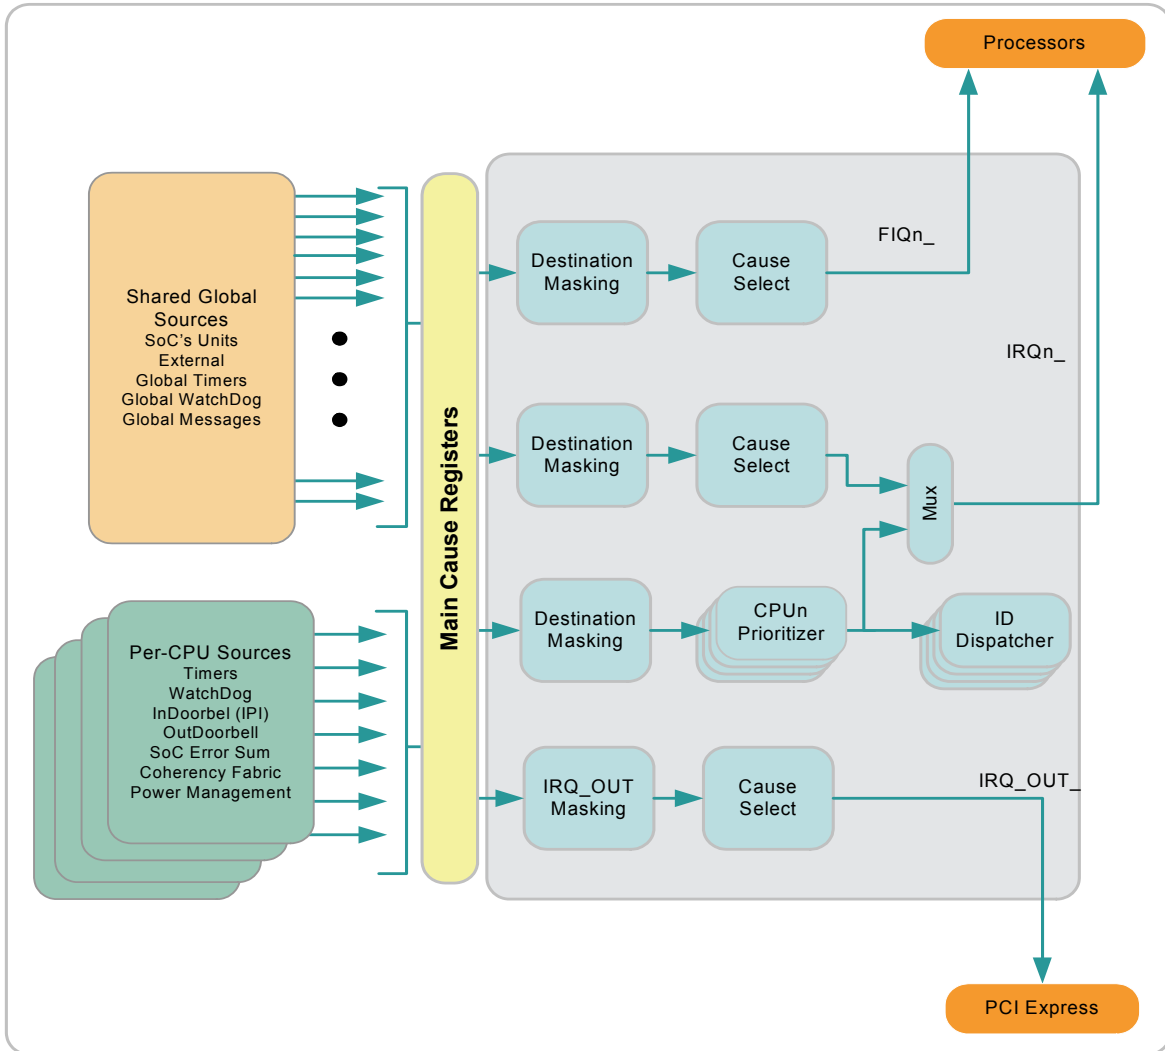 Processors
FIQn_
Destination
Masking
Cause
Select
Shared Global
Sources
SoC's Units
External
Global Timers
Global WatchDog
Global Messages
IRQn_
Main Cause Registers
Destination
Masking
Cause
Select
Mux
Destination
Masking
CPUn
Prioritizer
ID
Dispatcher
Per-CPU Sources
Timers
WatchDog
InDoorbel (IPI)
OutDoorbell
SoC Error Sum
Coherency Fabric
Power Management
IRQ_OUT
Masking
Cause
Select
IRQ_OUT_
PCI Express